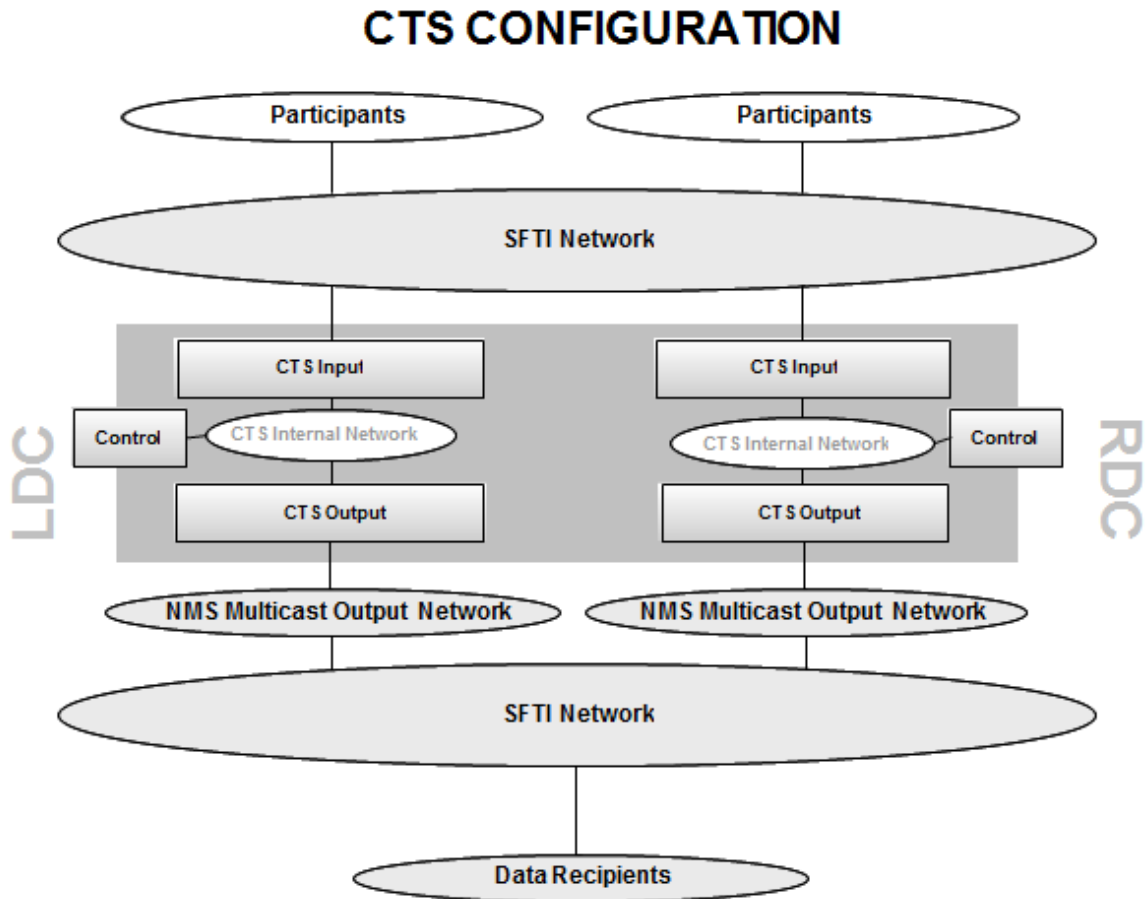 CTS CONFIGURATION
Participants
Participants
SFTI Network
CTS Input
CTS Input
LDC
Control
CTS Internal Network
CTS Internal Network
Control
RDC
CTS Output
CTS Output
NMS Multicast Output Network
NMS Multicast Output Network
SFTI Network
Data Recipients